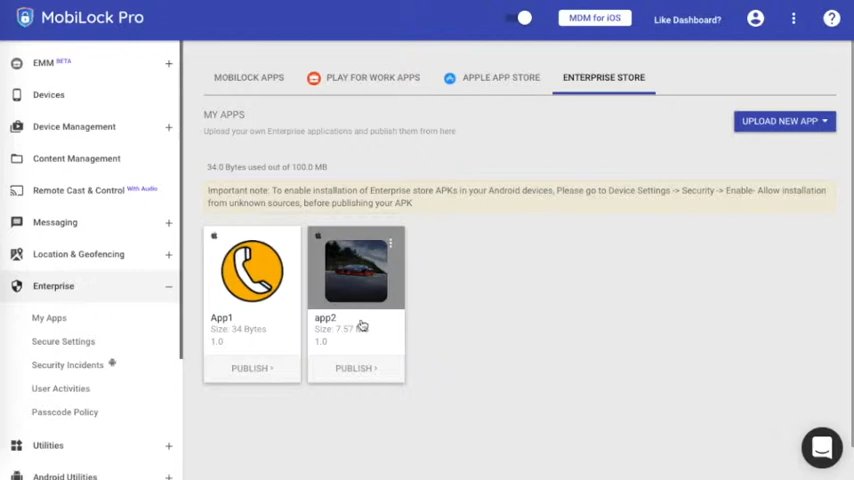 MobiLock Pro
MDM for iOS
Like Dashboard?
EMM BETA
Devices
Device Management
Content Management
Remote Cast & Control With Audio
Messaging
Location & Geofencing
Enterprise
My Apps
Secure Settings
Security Incidents
User Activities
Passcode Policy
Utilities
Android Utilities
MOBILOCK APPS
PLAY FOR WORK APPS
APPLE APP STORE
ENTERPRISE STORE
MY APPS
Upload your own Enterprise applications and publish them from here
UPLOAD NEW APP
34.0 Bytes used out of 100.0 MB
Important note: To enable installation of Enterprise store APKs in your Android devices, Please go to Device Settings -> Security -> Enable- Allow installation
from unknown sources, before publishing your APK
App1
Size: 34 Bytes
1.0
PUBLISH >
app2
Size: 7.57
1.0
PUBLISH >